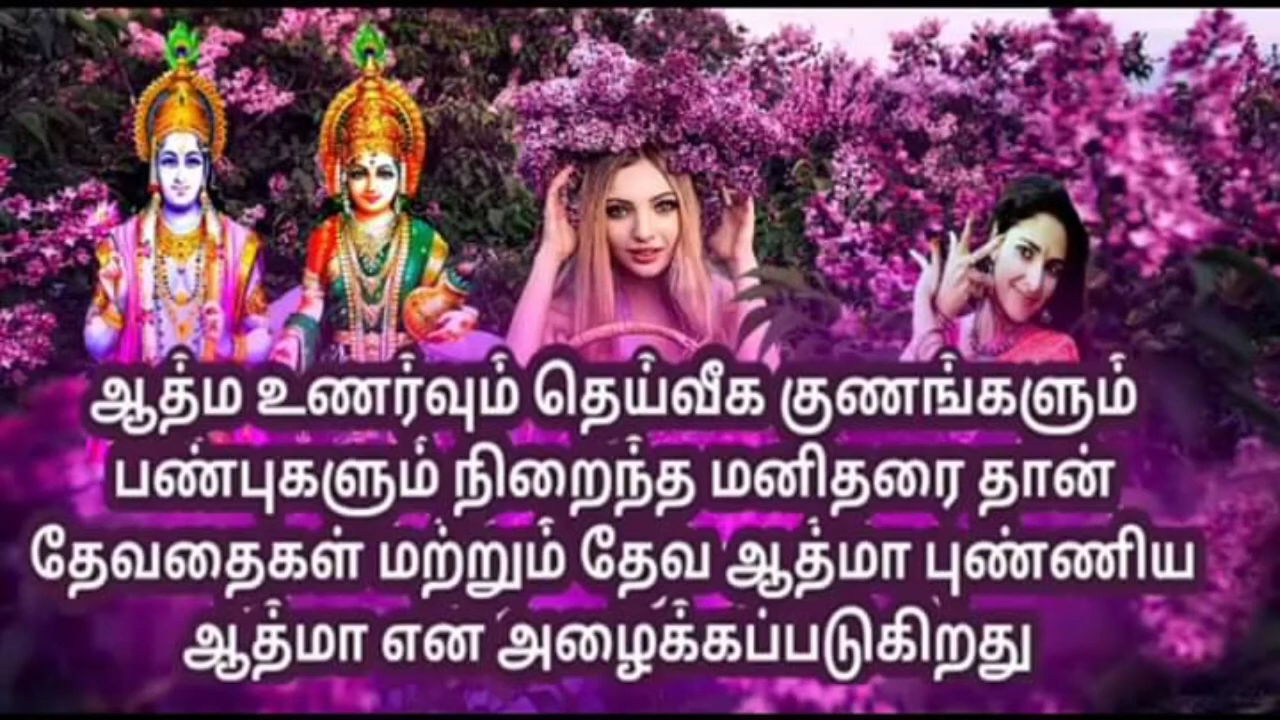 ஆத்ம உணர்வும் தெய்வீக குணங்களும்
பண்புகளும் நிறைந்த மனிதரை தான்
தேவதைகள் மற்றும் தேவ ஆத்மா புண்ணிய
ஆத்மா என அழைக்கப்படுகிறது